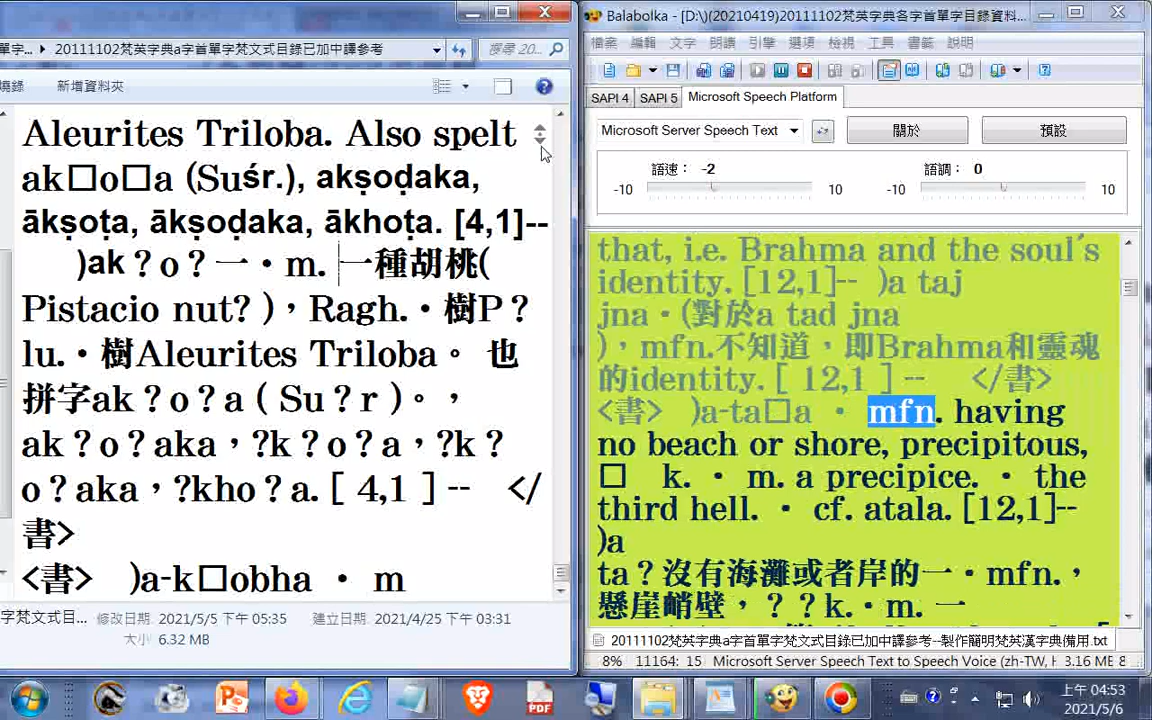 單字... ▸ 20111102梵英字典a字首單字梵文式目錄已加中譯參考
搜尋 20...
燒錄 新增資料夾
Aleurites Triloba. Also spelt
ak□o□a (Suśr.), akṣoḍaka,
ākṣoṭa, ākṣoḍaka, ākhoṭa. [4,1]--
)ak？o？一・m. 一種胡桃(
Pistacio nut? )，Ragh.・樹P？
lu.・樹Aleurites Triloba。 也
拼字ak？o？a ( Su？r )。，
ak？o？aka，?k？o？a，?k？
o？aka，?kho？a. [ 4,1 ] -- </
書>
<書> )a-k□obha ・ m
字梵文式目... 修改日期: 2021/5/5 下午 05:35 建立日期: 2021/4/25 下午 03:31
大小: 6.32 MB
Balabolka - [D:\)(20210419)20111102梵英字典各字首單字目錄資料...
檔案 編輯 文字 朗讀 引擎 選項 檢視 工具 書籤 說明
SAPI 4 SAPI 5 Microsoft Speech Platform
Microsoft Server Speech Text 關於 預設
語速： -2 語調： 0
-10 10 -10 10
that, i.e. Brahma and the soul's
identity. [12,1]-- )a taj
jna・(對於a tad jna
)，mfn.不知道，即Brahma和靈魂
的identity. [ 12,1 ] -- </書>
<書> )a-ta□a ・ mfn. having
no beach or shore, precipitous,
□ k. ・ m. a precipice. ・ the
third hell. ・ cf. atala. [12,1]--
)a
ta？沒有海灘或者岸的一・mfn.，
懸崖峭壁，？？k.・m. 一
20111102梵英字典a字首單字梵文式目錄已加中譯參考--製作簡明梵英漢字典備用.txt
8% 11164: 15 Microsoft Server Speech Text to Speech Voice (zh-TW, H 3.16 MB 8
PDF
上午 04:53
2021/5/6